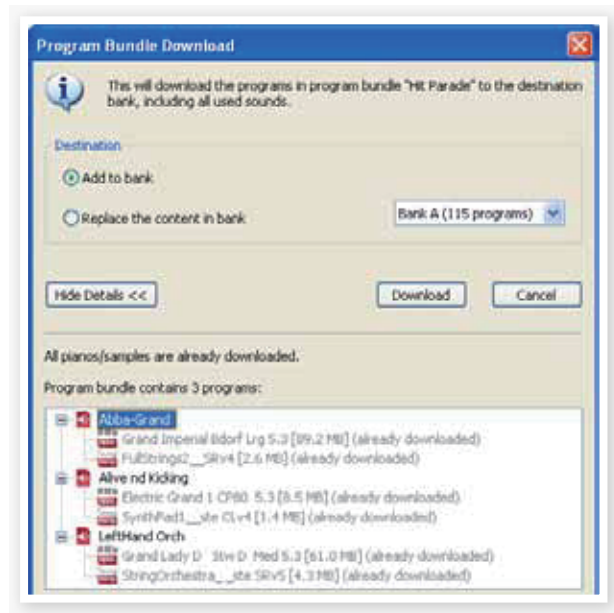 Program Bundle Download
This will download the programs in program bundle "Hit Parade" to the destination
bank, including all used sounds.
Destination
Add to bank
Replace the content in bank
Bank A (115 programs)
Hide Details <<
Download
Cancel
All pianos/samples are already downloaded.
Program bundle contains 3 programs:
Abba-Grand
Grand Imperial Bdorf Lrg 5.3 [89.2 MB] (already downloaded)
FullStrings2__SRv4 [2.6 MB] (already downloaded)
Alive nd Kicking
Electric Grand 1 CP80 5.3 [8.5 MB] (already downloaded)
SynthPad1__ste CLv4 [1.4 MB] (already downloaded)
LeftHand Orch
Grand Lady D Stw D Med 5.3 [61.0 MB] (already downloaded)
StringOrchestra_ _ste SRv5 [4.3 MB] (already downloaded)